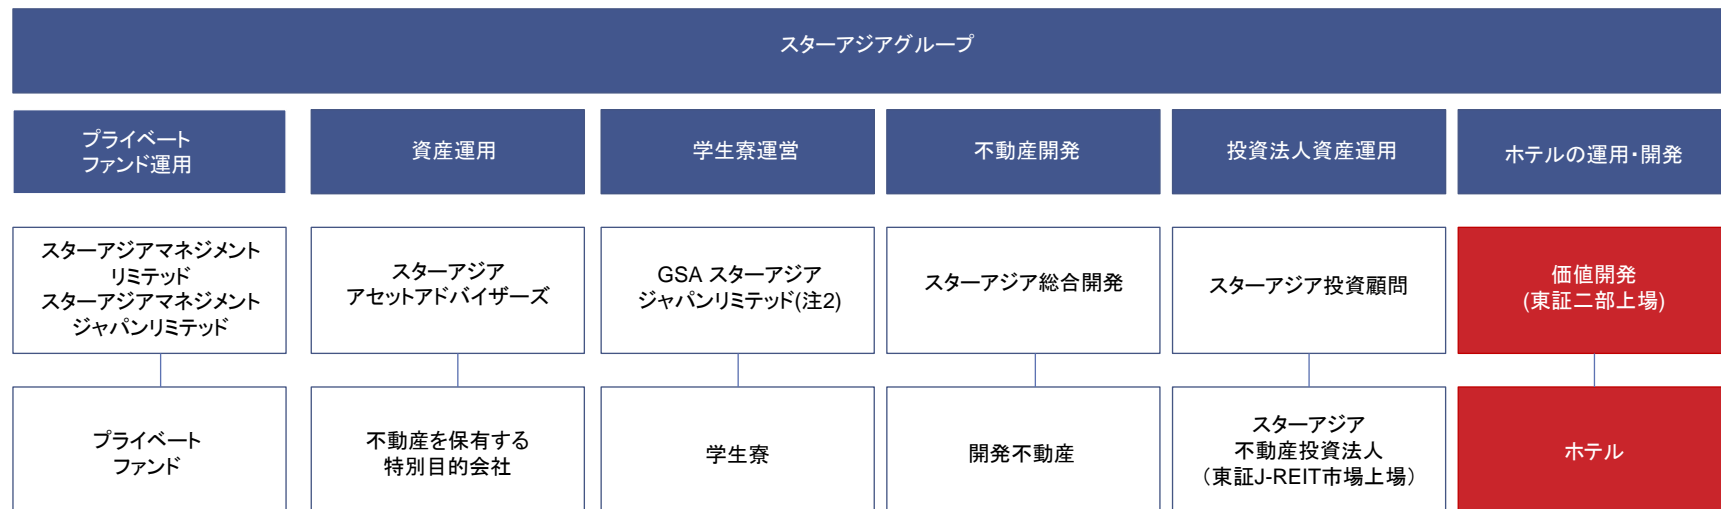 スターアジアグループ
プライベート
ファンド運用
資産運用
学生寮運営
不動産開発
投資法人資産運用
ホテルの運用・開発
スターアジアマネジメント
リミテッド
スターアジアマネジメント
ジャパンリミテッド
スターアジア
アセットアドバイザーズ
GSA スターアジア
ジャパンリミテッド(注2)
スターアジア総合開発
スターアジア投資顧問
価値開発
(東証二部上場)
プライベート
ファンド
不動産を保有する
特別目的会社
学生寮
開発不動産
スターアジア
不動産投資法人
（東証J-REIT市場上場）
ホテル